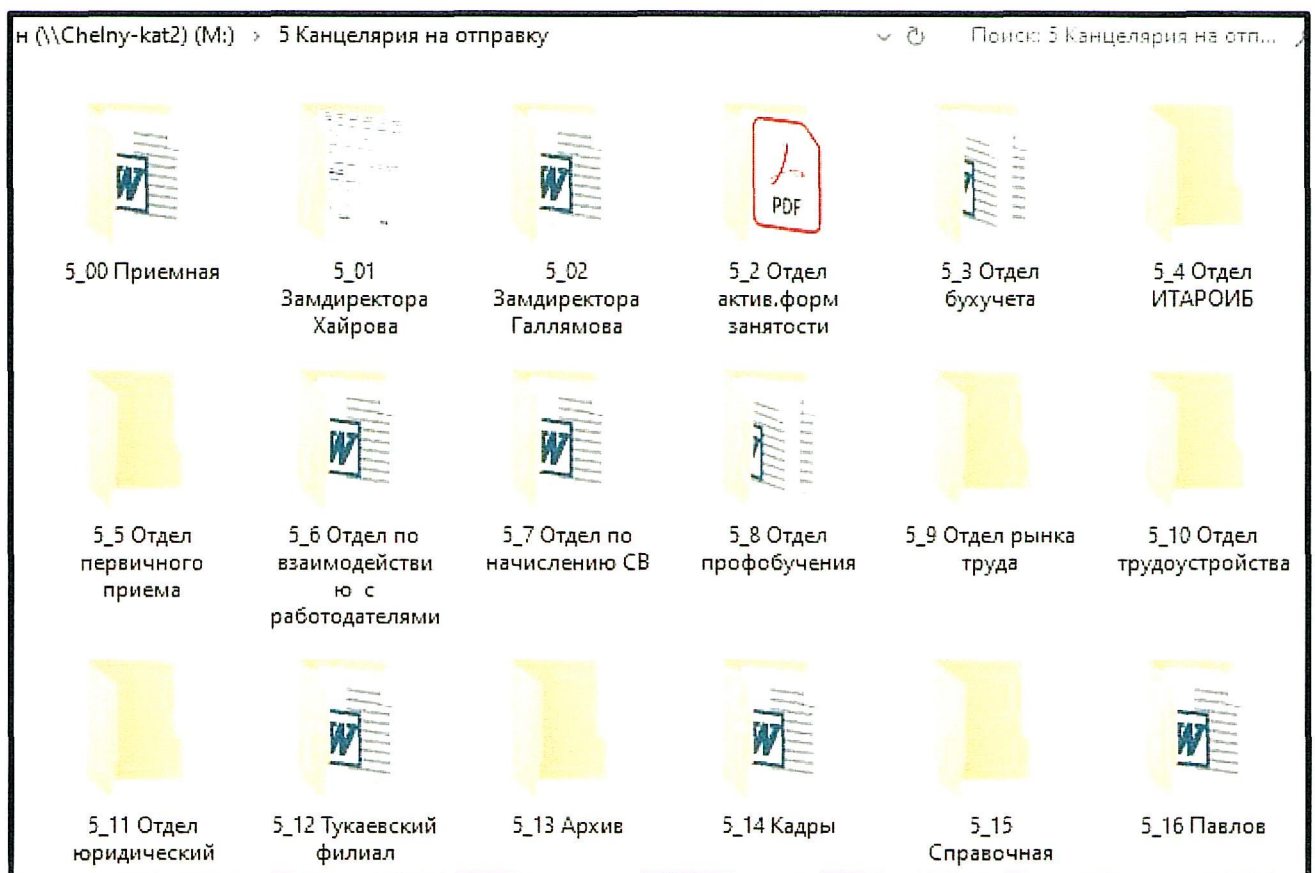 н (\\Chelny-kat2) (M:) > 5 Канцелярия на отправку Поиск: 5 Канцелярия на отп...
PDF
5_00 Приемная 5_01 5_02 5_2 Отдел 5_3 Отдел 5_4 Отдел
Замдиректора Замдиректора актив.форм бухучета ИТАРОИБ
Хайрова Галлямова занятости
5_5 Отдел 5_6 Отдел по 5_7 Отдел по 5_8 Отдел 5_9 Отдел рынка 5_10 Отдел
первичного взаимодействи начислению СВ профобучения труда трудоустройства
приема ю с
работодателями
5_11 Отдел 5_12 Тукаевский 5_13 Архив 5_14 Кадры 5_15 5_16 Павлов
юридический филиал Справочная